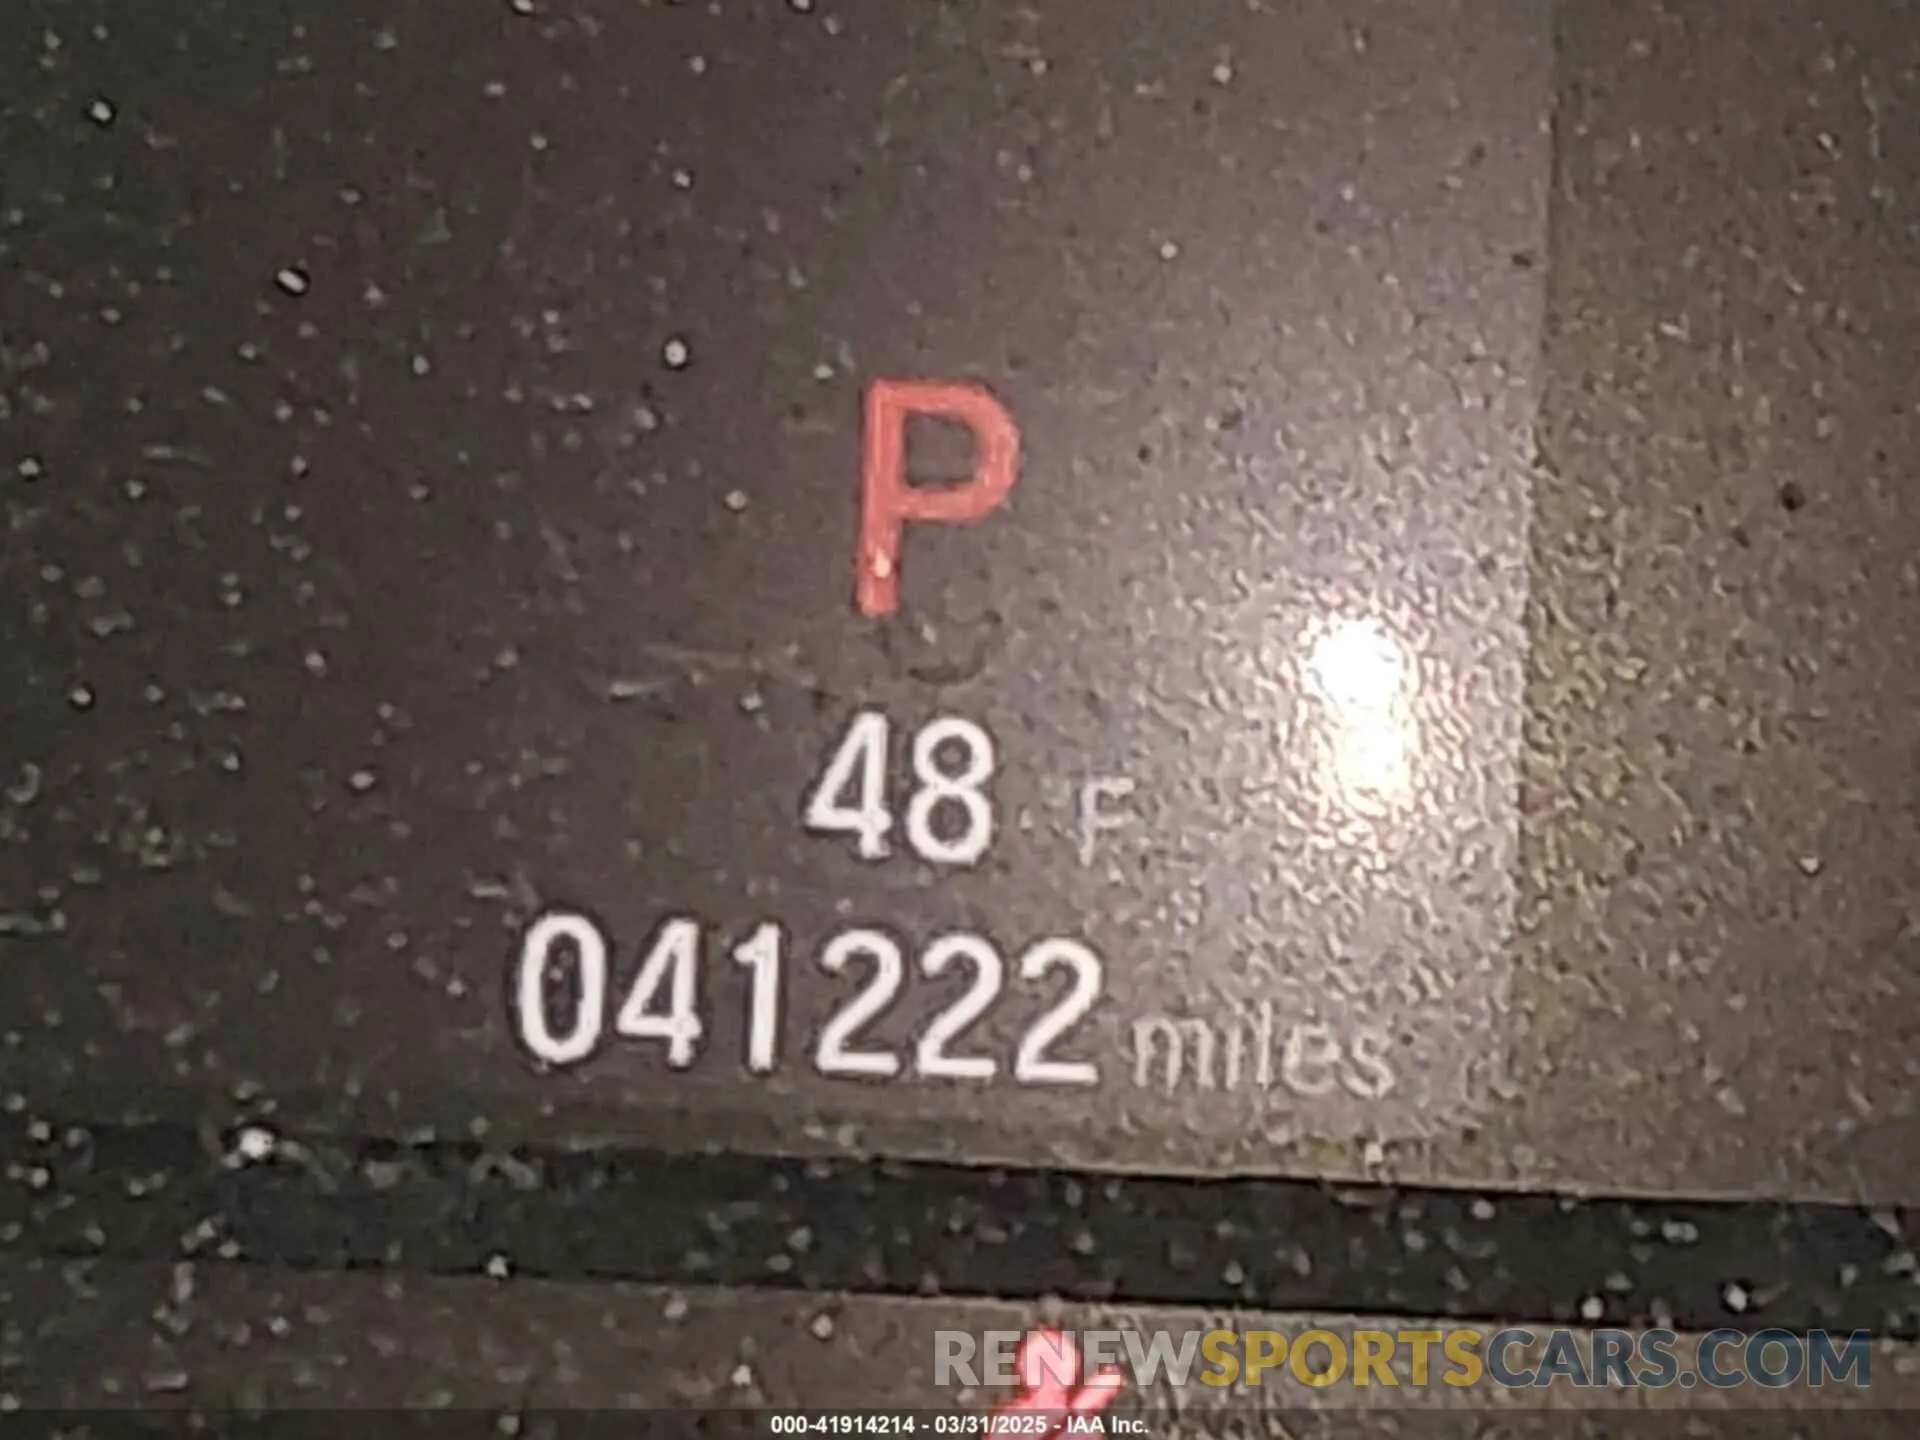 P
48 F
041222 miles
RENEWSPORTSCARS.COM
000-41914214 - 03/31/2025 - IAA Inc.